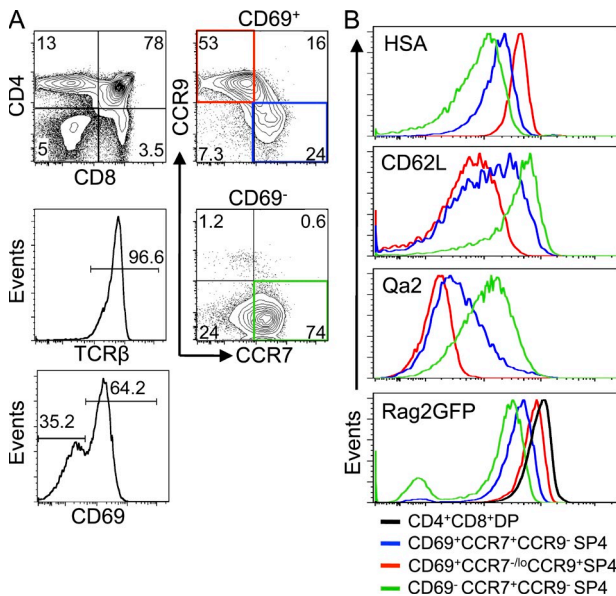 A
B
CD69⁺
13 78
53 16
CD4
CCR9
5 3.5
7.3 24
CD8
CD69⁻
1.2 0.6
Events
96.6
24 74
TCRβ
CCR7
64.2
35.2
Events
CD69
HSA
CD62L
Qa2
Rag2GFP
Events
CD4⁺CD8⁺DP
CD69⁺CCR7⁺CCR9⁻ SP4
CD69⁺CCR7⁻/ˡᵒCCR9⁺SP4
CD69⁻ CCR7⁺CCR9⁻ SP4